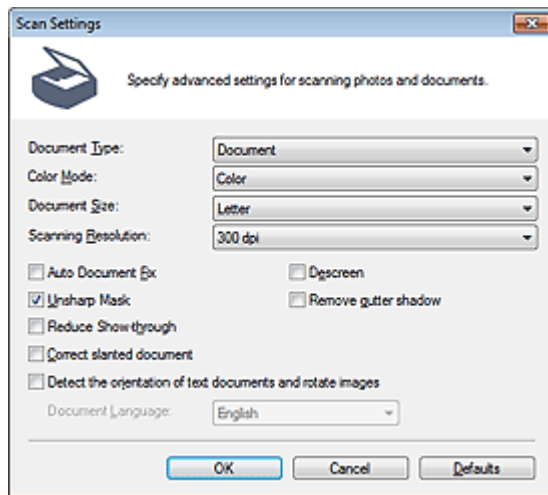 Scan Settings
Specify advanced settings for scanning photos and documents.
Document Type: Document
Color Mode: Color
Document Size: Letter
Scanning Resolution: 300 dpi
Auto Document Fix Descreen
Unsharp Mask Remove gutter shadow
Reduce Show-through
Correct slanted document
Detect the orientation of text documents and rotate images
Document Language: English
OK Cancel Defaults